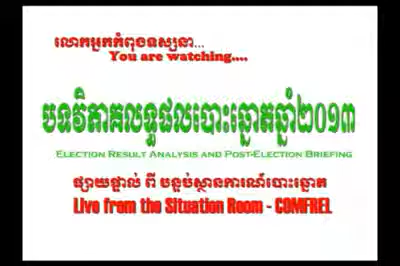 លោកអ្នកកំពុងទស្សនា...
You are watching....
បទវិភាគលទ្ធផលបោះឆ្នោតឆ្នាំ២០១៣
ELECTION RESULT ANALYSIS AND POST-ELECTION BRIEFING
ផ្សាយផ្ទាល់ ពី បន្ទប់ស្ថានការណ៍បោះឆ្នោត
Live from the Situation Room - COMFREL